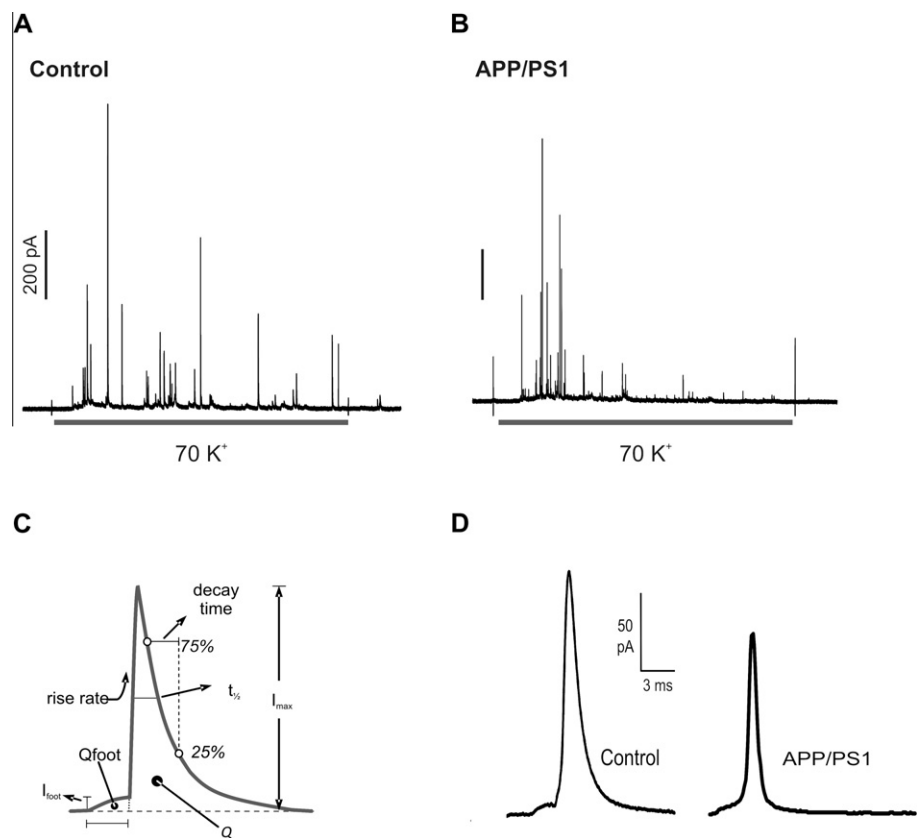 A
Control
200 pA
70 K⁺
B
APP/PS1
70 K⁺
C
decay
time
75%
rise rate
t½
Imax
Qfoot
25%
Ifoot
Q
D
50
pA
3 ms
Control
APP/PS1